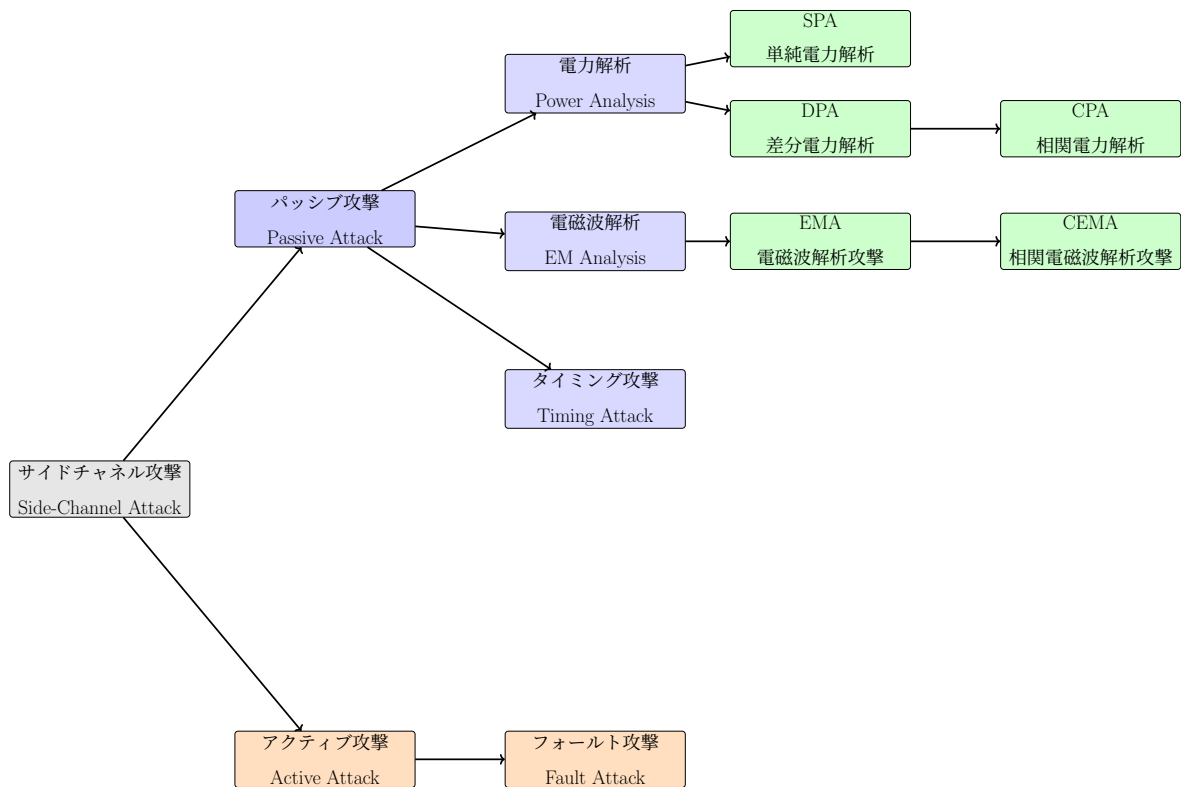 SPA
単純電力解析
電力解析
Power Analysis
DPA
差分電力解析
CPA
相関電力解析
パッシブ攻撃
Passive Attack
電磁波解析
EM Analysis
EMA
電磁波解析攻撃
CEMA
相関電磁波解析攻撃
タイミング攻撃
Timing Attack
サイドチャネル攻撃
Side-Channel Attack
アクティブ攻撃
Active Attack
フォールト攻撃
Fault Attack